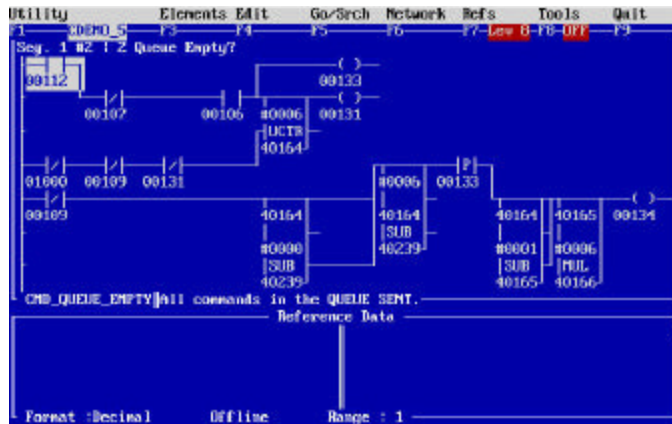 Utility Elements Edit Go/Srch Network Refs Tools Quit
F1 CDEMO_5 F3 F4 F5 F6 F7-Lev 8-F8-OFF-F9
Seg. 1 #2 | 2 Queue Empty?
00112 00133
00107 00106 #0006 00131
UCTR
40164
01000 00109 00131 #0006 00133
00109 40164 40164 40164 40165 00134
SUB
#0000 40239 #0001 #0006
SUB SUB MUL
40239 40165 40166
CMD_QUEUE_EMPTY All commands in the QUEUE SENT.
Reference Data
Format :Decimal Offline Range : 1